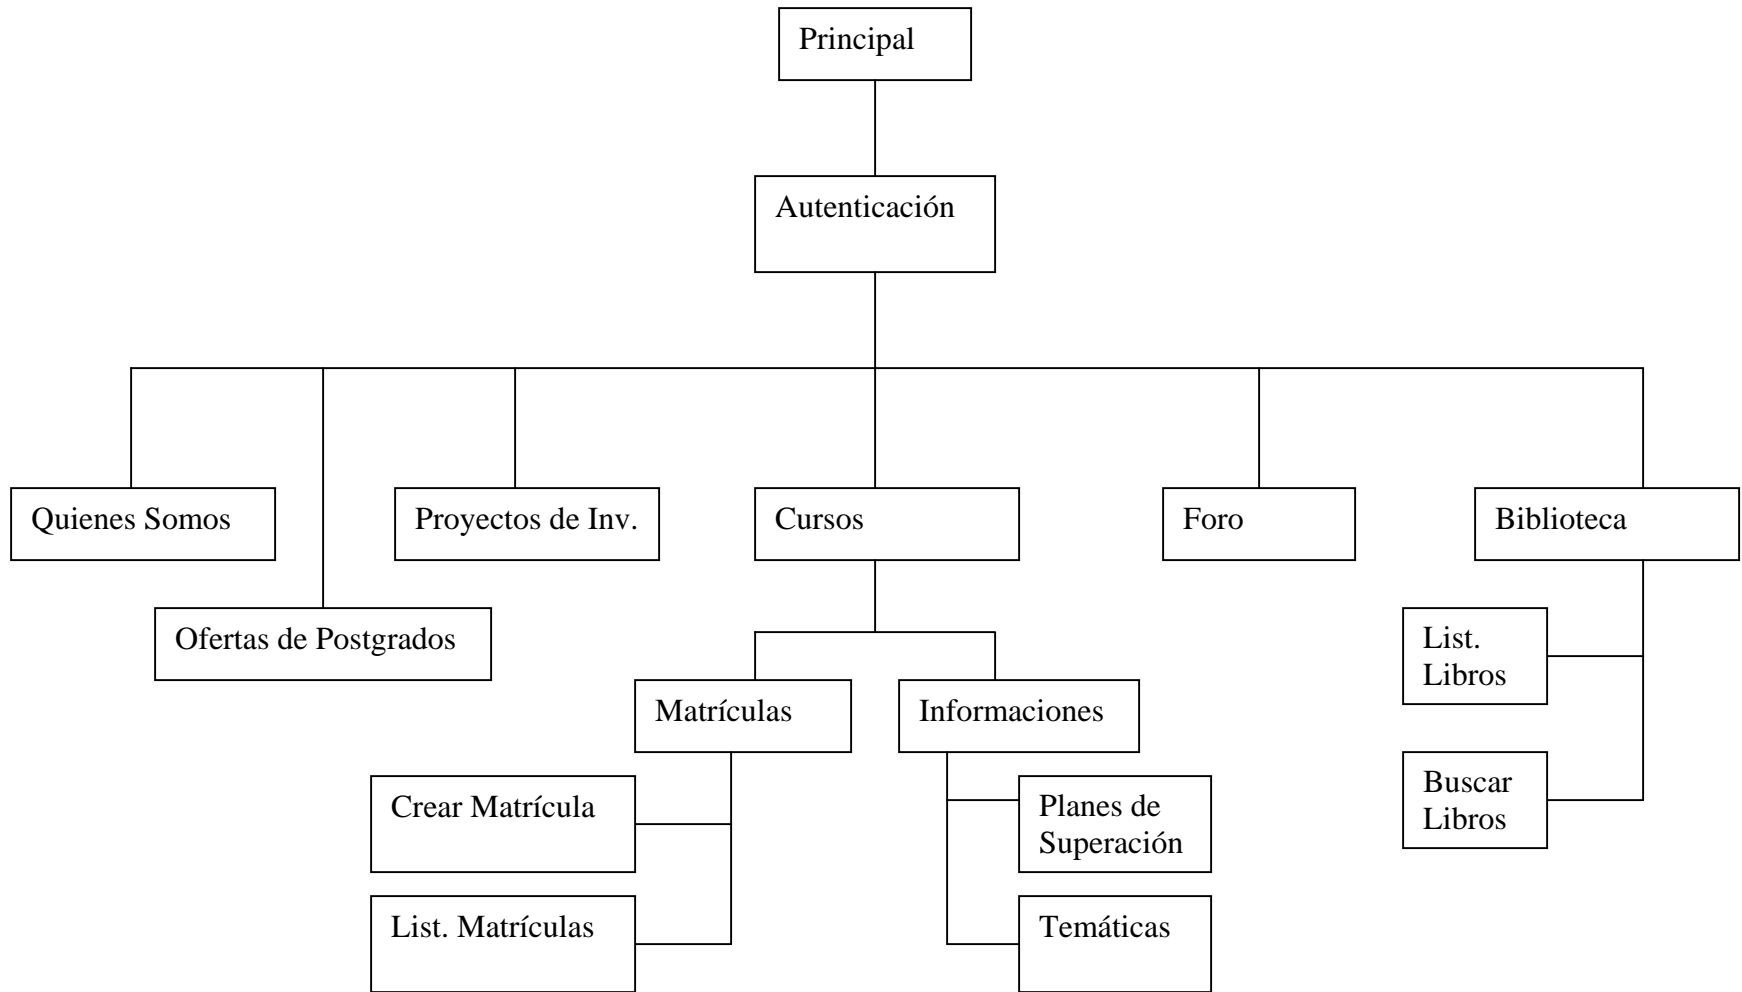 Principal
Autenticación
Quienes Somos
Proyectos de Inv.
Cursos
Foro
Biblioteca
Ofertas de Postgrados
List.
Libros
Matrículas
Informaciones
Buscar
Libros
Crear Matrícula
Planes de
Superación
List. Matrículas
Temáticas